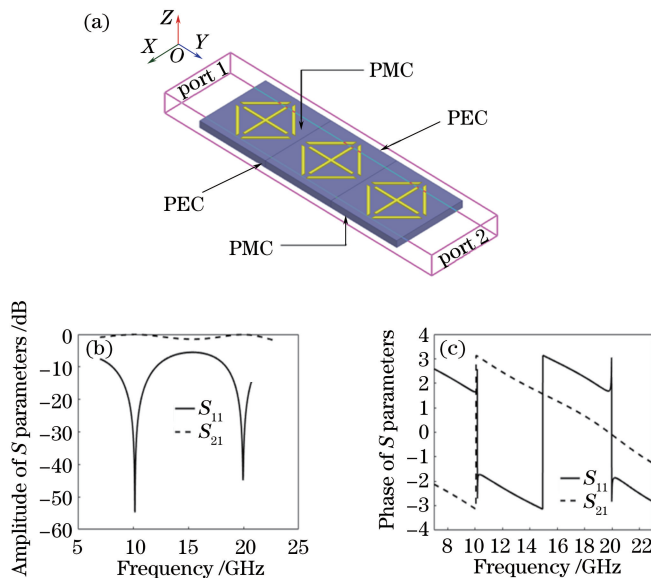 (a)
Z
X
Y
O
port 1
PMC
PEC
PEC
PMC
port 2
Amplitude of S parameters /dB
0
−10
−20
−30
−40
−50
−60
(b)
S11
S21
5 10 15 20 25
Frequency /GHz
Phase of S parameters
4
3
2
1
0
−1
−2
−3
−4
(c)
S11
S21
8 10 12 14 16 18 20 22
Frequency /GHz